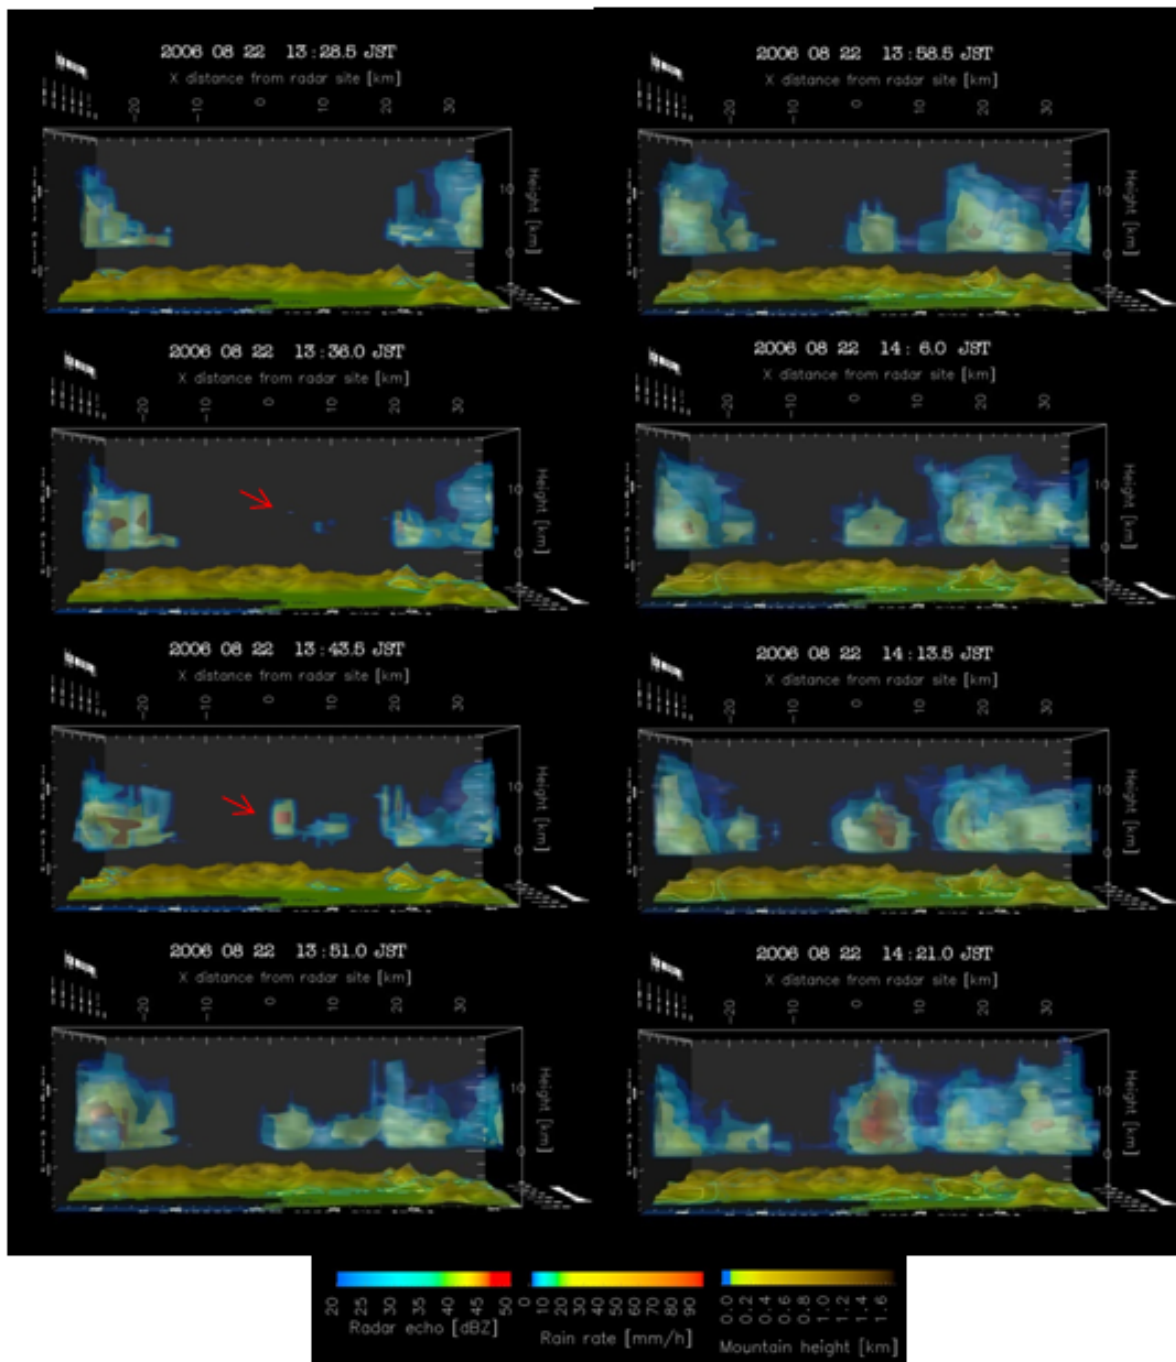 2006 08 22 13:28.5 JST
X distance from radar site [km]
-20 0 10 30
Height [km]
10
0
2006 08 22 13:36.0 JST
X distance from radar site [km]
-20 0 10 20 30
Height [km]
10
0
2006 08 22 13:43.5 JST
X distance from radar site [km]
-20 0 10 20 30
Height [km]
10
0
2006 08 22 13:51.0 JST
X distance from radar site [km]
-20 0 10 20 30
Height [km]
10
0
2006 08 22 13:58.5 JST
X distance from radar site [km]
-20 0 10 20 30
Height [km]
10
0
2006 08 22 14: 6.0 JST
X distance from radar site [km]
-20 0 10 20 30
Height [km]
10
0
2006 08 22 14:13.5 JST
X distance from radar site [km]
-20 0 10 20 30
Height [km]
10
0
2006 08 22 14:21.0 JST
X distance from radar site [km]
-20 0 10 20 30
Height [km]
10
0
20 25 30 35 40 45 50
Radar echo [dBZ]
0 10 20 30 40 50 60 70 80 90
Rain rate [mm/h]
0.0 0.2 0.4 0.6 0.8 1.0 1.2 1.4 1.6
Mountain height [km]